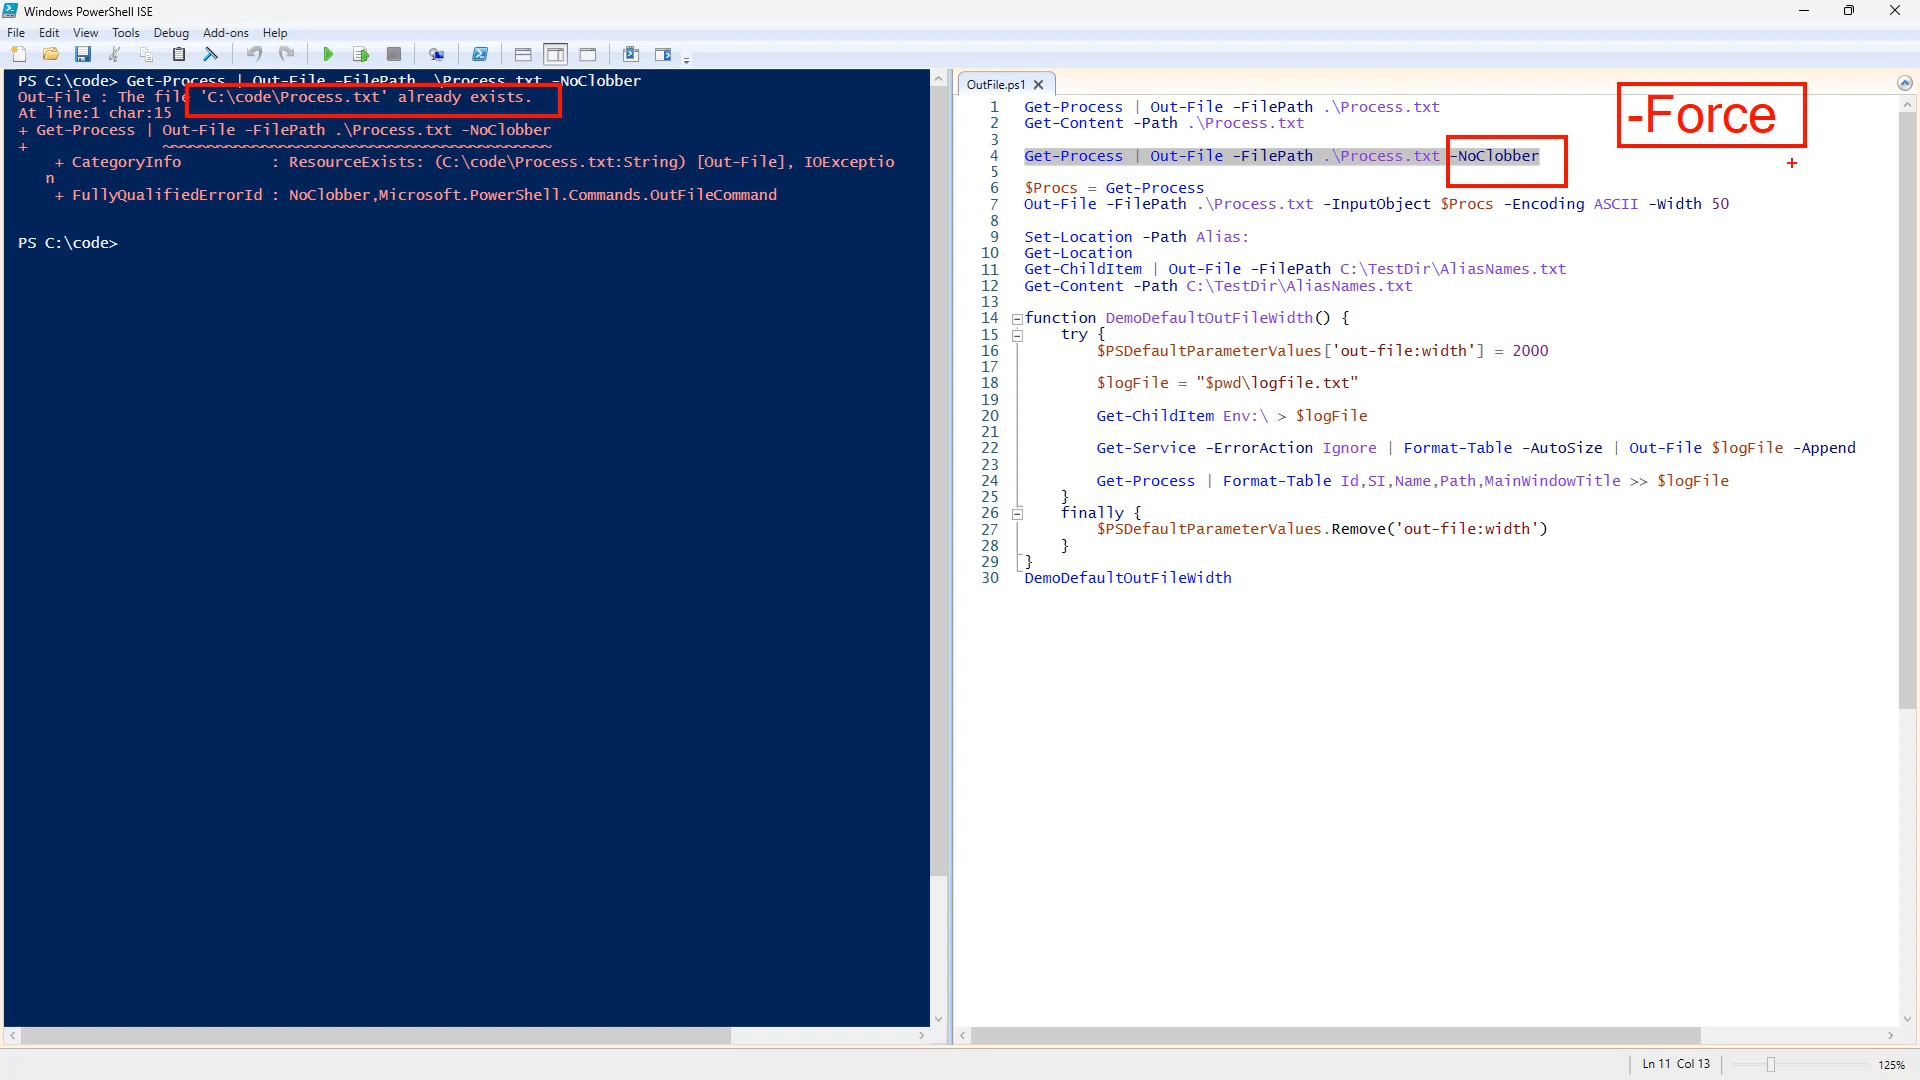 Windows PowerShell ISE
File Edit View Tools Debug Add-ons Help
PS C:\code> Get-Process | Out-File -FilePath .\Process.txt -NoClobber
Out-File : The file 'C:\code\Process.txt' already exists.
At line:1 char:15
+ Get-Process | Out-File -FilePath .\Process.txt -NoClobber
+               ~~~~~~~~~~~~~~~~~~~~~~~~~~~~~~~~~~~~~~~~~~~
    + CategoryInfo          : ResourceExists: (C:\code\Process.txt:String) [Out-File], IOExceptio
   n
    + FullyQualifiedErrorId : NoClobber,Microsoft.PowerShell.Commands.OutFileCommand
PS C:\code>
OutFile.ps1
-Force
1 Get-Process | Out-File -FilePath .\Process.txt
2 Get-Content -Path .\Process.txt
3
4 Get-Process | Out-File -FilePath .\Process.txt -NoClobber
5
6 $Procs = Get-Process
7 Out-File -FilePath .\Process.txt -InputObject $Procs -Encoding ASCII -Width 50
8
9 Set-Location -Path Alias:
10 Get-Location
11 Get-ChildItem | Out-File -FilePath C:\TestDir\AliasNames.txt
12 Get-Content -Path C:\TestDir\AliasNames.txt
13
14 function DemoDefaultOutFileWidth() {
15     try {
16         $PSDefaultParameterValues['out-file:width'] = 2000
17
18         $logFile = "$pwd\logfile.txt"
19
20         Get-ChildItem Env:\ > $logFile
21
22         Get-Service -ErrorAction Ignore | Format-Table -AutoSize | Out-File $logFile -Append
23
24         Get-Process | Format-Table Id,SI,Name,Path,MainWindowTitle >> $logFile
25     }
26     finally {
27         $PSDefaultParameterValues.Remove('out-file:width')
28     }
29 }
30 DemoDefaultOutFileWidth
Ln 11 Col 13
125%